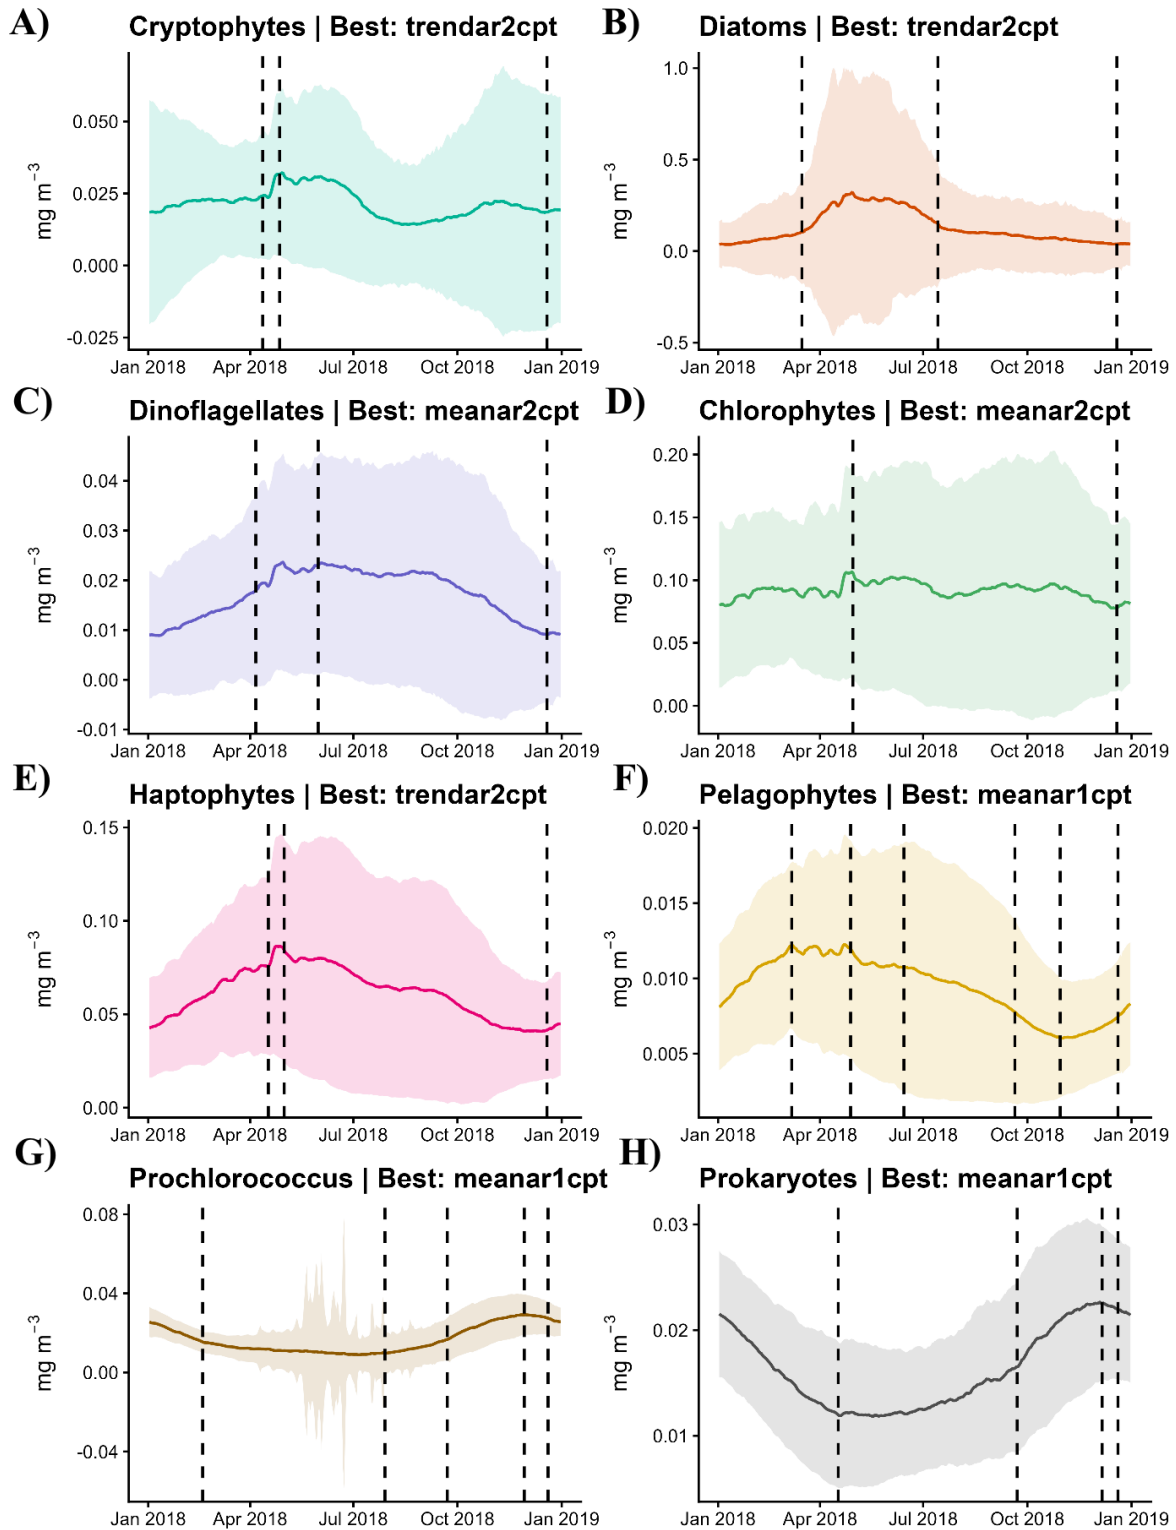 A)
Cryptophytes | Best: trendar2cpt
mg m⁻³
0.050
0.025
0.000
-0.025
Jan 2018 Apr 2018 Jul 2018 Oct 2018 Jan 2019
B)
Diatoms | Best: trendar2cpt
mg m⁻³
1.0
0.5
0.0
-0.5
Jan 2018 Apr 2018 Jul 2018 Oct 2018 Jan 2019
C)
Dinoflagellates | Best: meanar2cpt
mg m⁻³
0.04
0.03
0.02
0.01
0.00
-0.01
Jan 2018 Apr 2018 Jul 2018 Oct 2018 Jan 2019
D)
Chlorophytes | Best: meanar2cpt
mg m⁻³
0.20
0.15
0.10
0.05
0.00
Jan 2018 Apr 2018 Jul 2018 Oct 2018 Jan 2019
E)
Haptophytes | Best: trendar2cpt
mg m⁻³
0.15
0.10
0.05
0.00
Jan 2018 Apr 2018 Jul 2018 Oct 2018 Jan 2019
F)
Pelagophytes | Best: meanar1cpt
mg m⁻³
0.020
0.015
0.010
0.005
Jan 2018 Apr 2018 Jul 2018 Oct 2018 Jan 2019
G)
Prochlorococcus | Best: meanar1cpt
mg m⁻³
0.08
0.04
0.00
-0.04
Jan 2018 Apr 2018 Jul 2018 Oct 2018 Jan 2019
H)
Prokaryotes | Best: meanar1cpt
mg m⁻³
0.03
0.02
0.01
Jan 2018 Apr 2018 Jul 2018 Oct 2018 Jan 2019